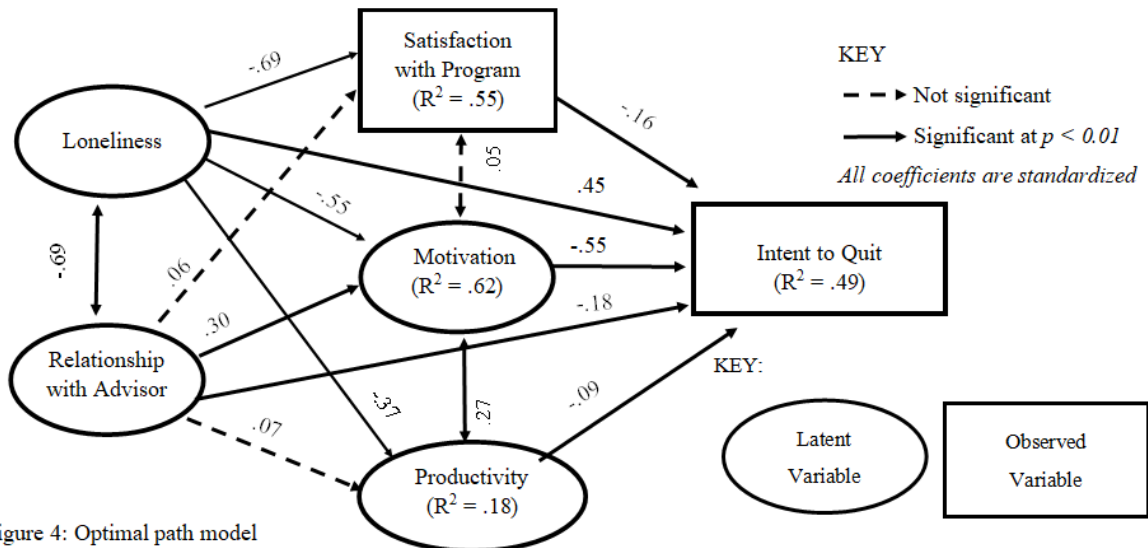 Satisfaction
with Program
(R² = .55)
KEY
Not significant
Significant at p < 0.01
All coefficients are standardized
-.69
-.16
Loneliness
.05
.45
-.55
-.69
.06
Motivation
(R² = .62)
-.55
Intent to Quit
(R² = .49)
.30
-.18
Relationship
with Advisor
KEY:
-.37
.27
-.09
.07
Productivity
(R² = .18)
Latent
Variable
Observed
Variable
igure 4: Optimal path model